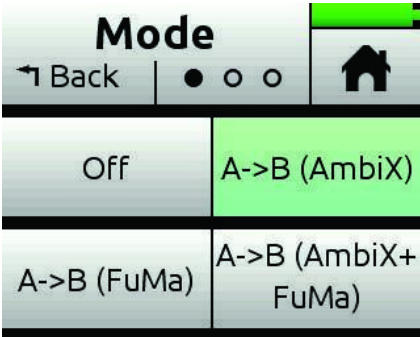 Mode
Back
Off
A->B (AmbiX)
A->B (FuMa)
A->B (AmbiX+
FuMa)